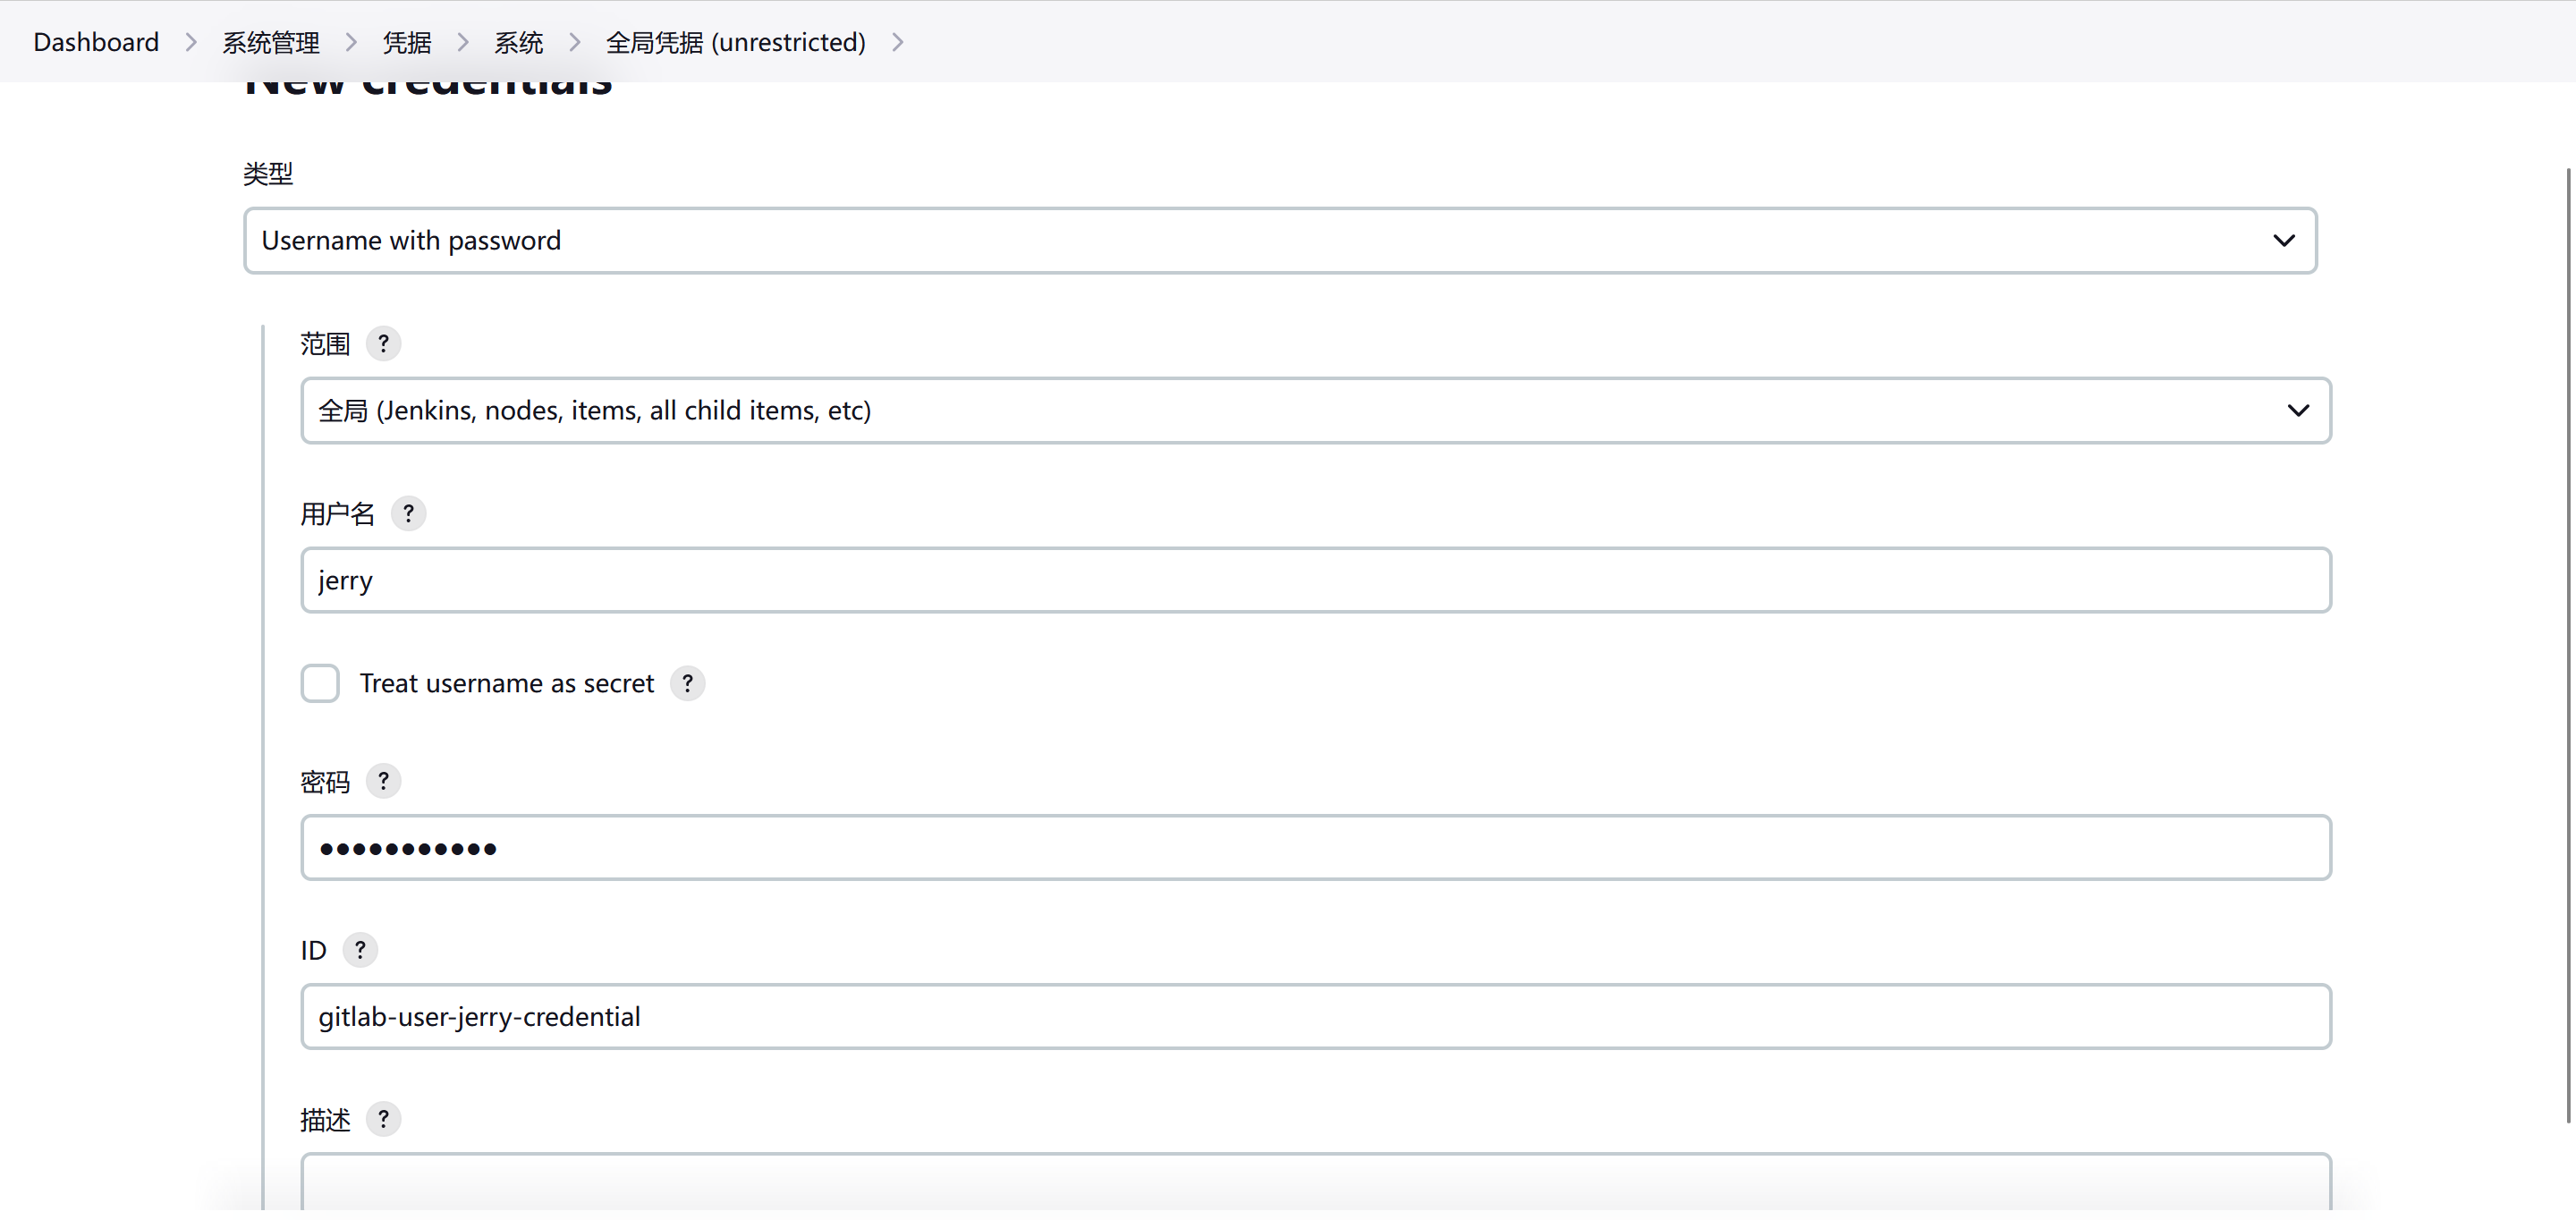 Dashboard > 系统管理 > 凭据 > 系统 > 全局凭据 (unrestricted) >
New credentials
类型
Username with password
范围 ?
全局 (Jenkins, nodes, items, all child items, etc)
用户名 ?
jerry
Treat username as secret ?
密码 ?
•••••••••••
ID ?
gitlab-user-jerry-credential
描述 ?